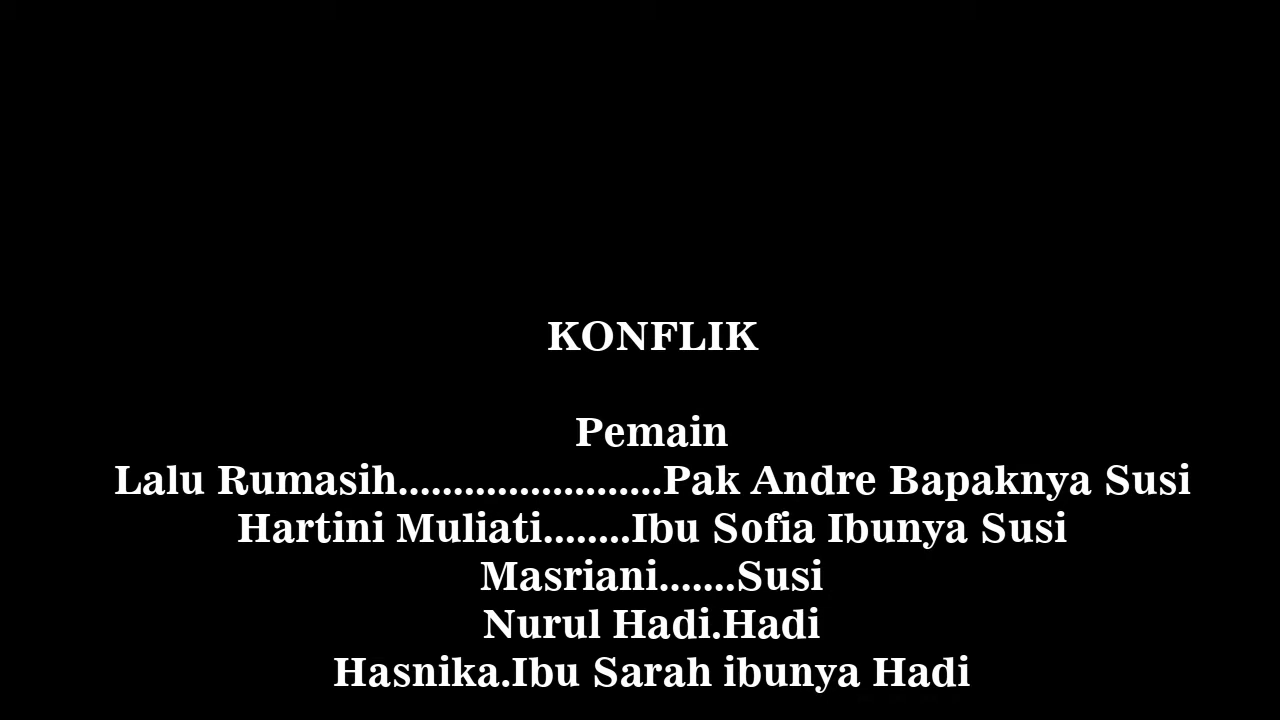 KONFLIK
Pemain
Lalu Rumasih........................Pak Andre Bapaknya Susi
Hartini Muliati........Ibu Sofia Ibunya Susi
Masriani.......Susi
Nurul Hadi.Hadi
Hasnika.Ibu Sarah ibunya Hadi